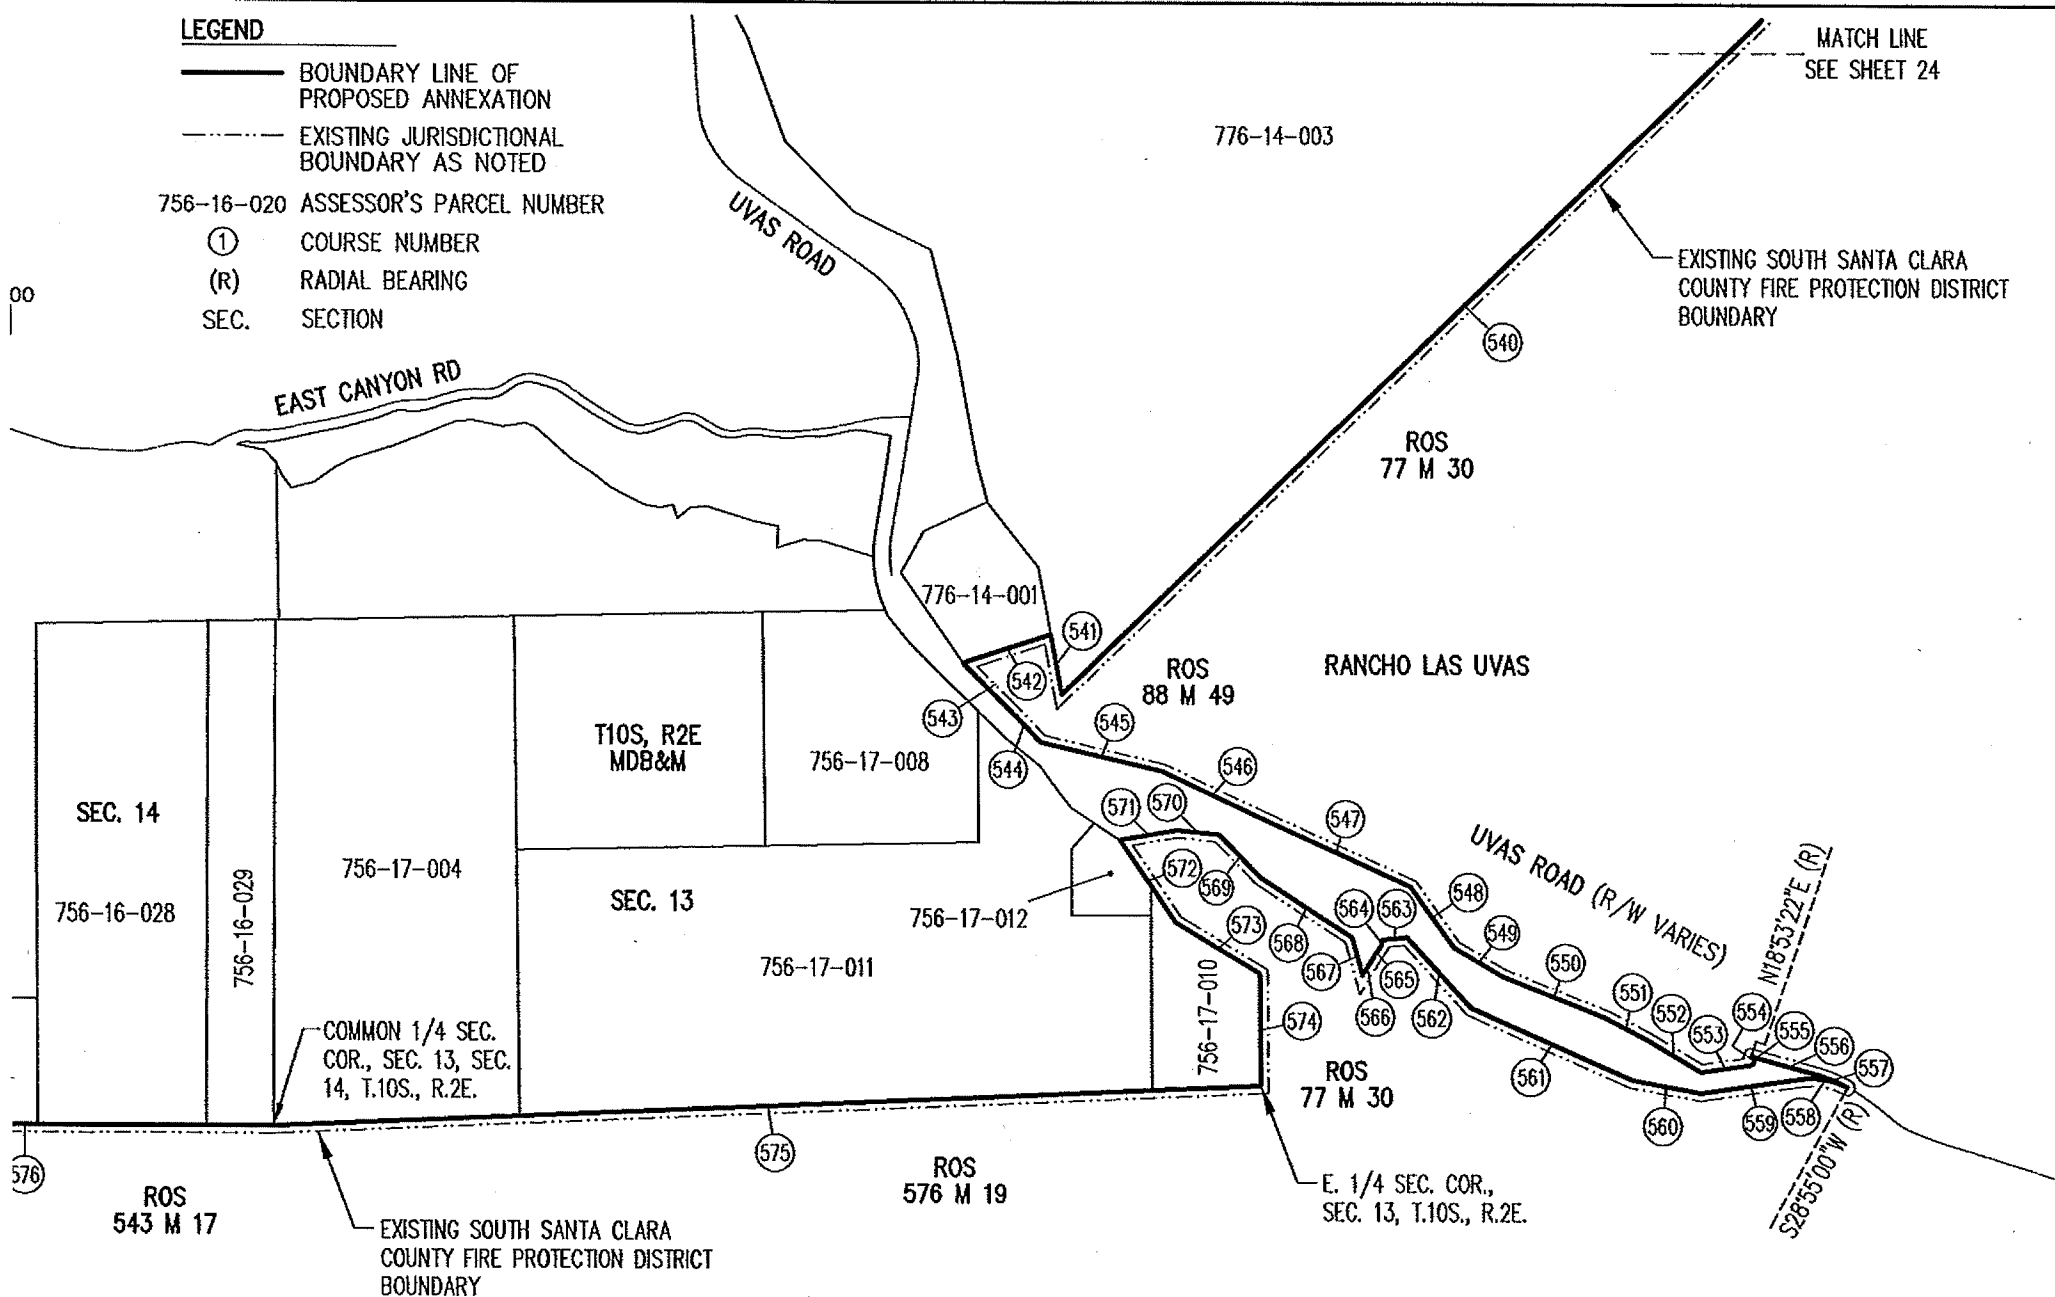 LEGEND
BOUNDARY LINE OF
PROPOSED ANNEXATION
EXISTING JURISDICTIONAL
BOUNDARY AS NOTED
756-16-020 ASSESSOR'S PARCEL NUMBER
1 COURSE NUMBER
(R) RADIAL BEARING
SEC. SECTION
00
MATCH LINE
SEE SHEET 24
776-14-003
UVAS ROAD
EXISTING SOUTH SANTA CLARA
COUNTY FIRE PROTECTION DISTRICT
BOUNDARY
540
EAST CANYON RD
ROS
77 M 30
776-14-001
541
542
543
544
ROS
88 M 49
RANCHO LAS UVAS
545
546
547
T10S, R2E
MDB&M
756-17-008
SEC. 14
756-16-028
756-16-029
756-17-004
SEC. 13
756-17-012
756-17-011
756-17-010
571
570
572
569
573
568
564
563
567
565
566
562
574
548
549
550
551
552
553
554
555
556
557
558
559
560
561
UVAS ROAD (R/W VARIES)
N18°53'22"E (R)
S28°55'00"W (R)
COMMON 1/4 SEC.
COR., SEC. 13, SEC.
14, T.10S., R.2E.
ROS
77 M 30
576
575
ROS
543 M 17
ROS
576 M 19
E. 1/4 SEC. COR.,
SEC. 13, T.10S., R.2E.
EXISTING SOUTH SANTA CLARA
COUNTY FIRE PROTECTION DISTRICT
BOUNDARY